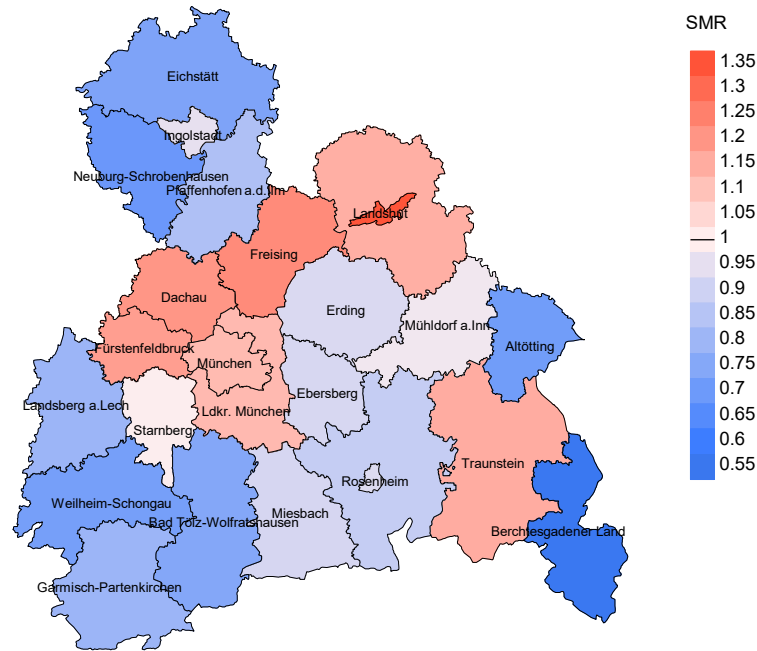 SMR
1.35
1.3
1.25
1.2
1.15
1.1
1.05
1
0.95
0.9
0.85
0.8
0.85
0.7
0.65
0.6
0.55
Eichstätt
Ingolstadt
Neuburg-Schrobenhausen
Pfaffenhofen a.d.Ilm
Landshut
Freising
Dachau
Erding
Mühldorf a.Inn
Altötting
Fürstenfeldbruck
München
Ebersberg
Landsberg a.Lech
Ldkr. München
Starnberg
Traunstein
Rosenheim
Weilheim-Schongau
Miesbach
Bad Tölz-Wolfratshausen
Berchtesgadener Land
Garmisch-Partenkirchen